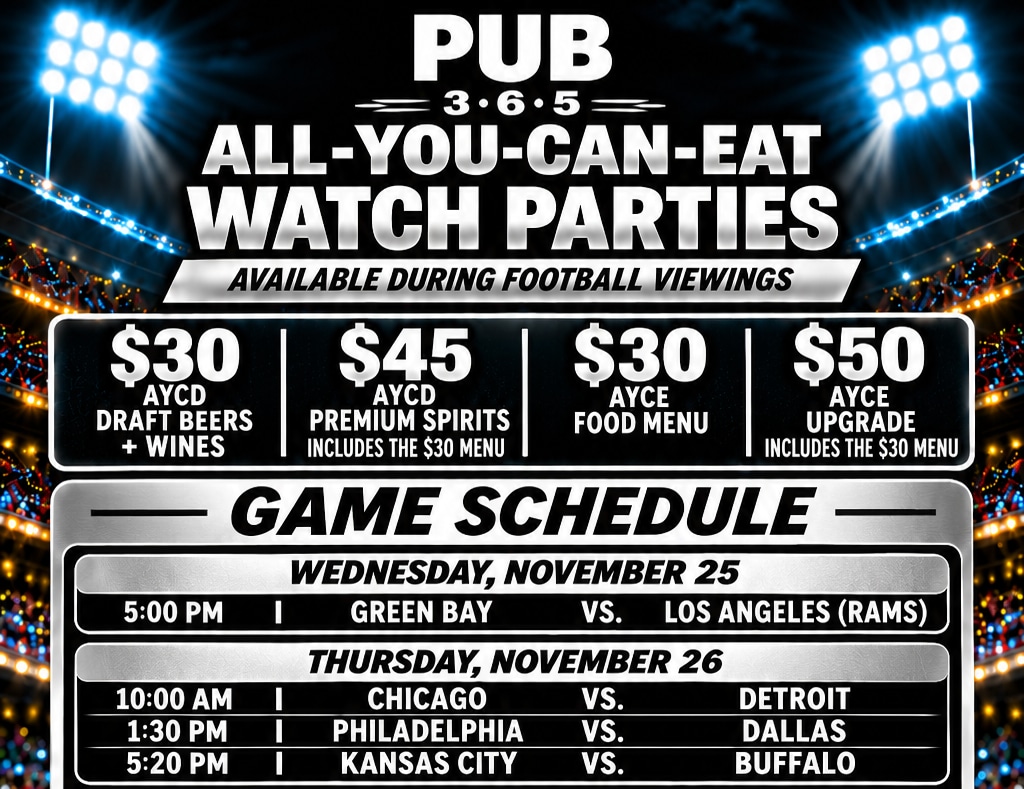 PUB
3·6·5
ALL-YOU-CAN-EAT
WATCH PARTIES
AVAILABLE DURING FOOTBALL VIEWINGS
$30
AYCD
DRAFT BEERS
+ WINES
$45
AYCD
PREMIUM SPIRITS
INCLUDES THE $30 MENU
$30
AYCE
FOOD MENU
$50
AYCE
UPGRADE
INCLUDES THE $30 MENU
GAME SCHEDULE
WEDNESDAY, NOVEMBER 25
5:00 PM | GREEN BAY VS. LOS ANGELES (RAMS)
THURSDAY, NOVEMBER 26
10:00 AM | CHICAGO VS. DETROIT
1:30 PM | PHILADELPHIA VS. DALLAS
5:20 PM | KANSAS CITY VS. BUFFALO